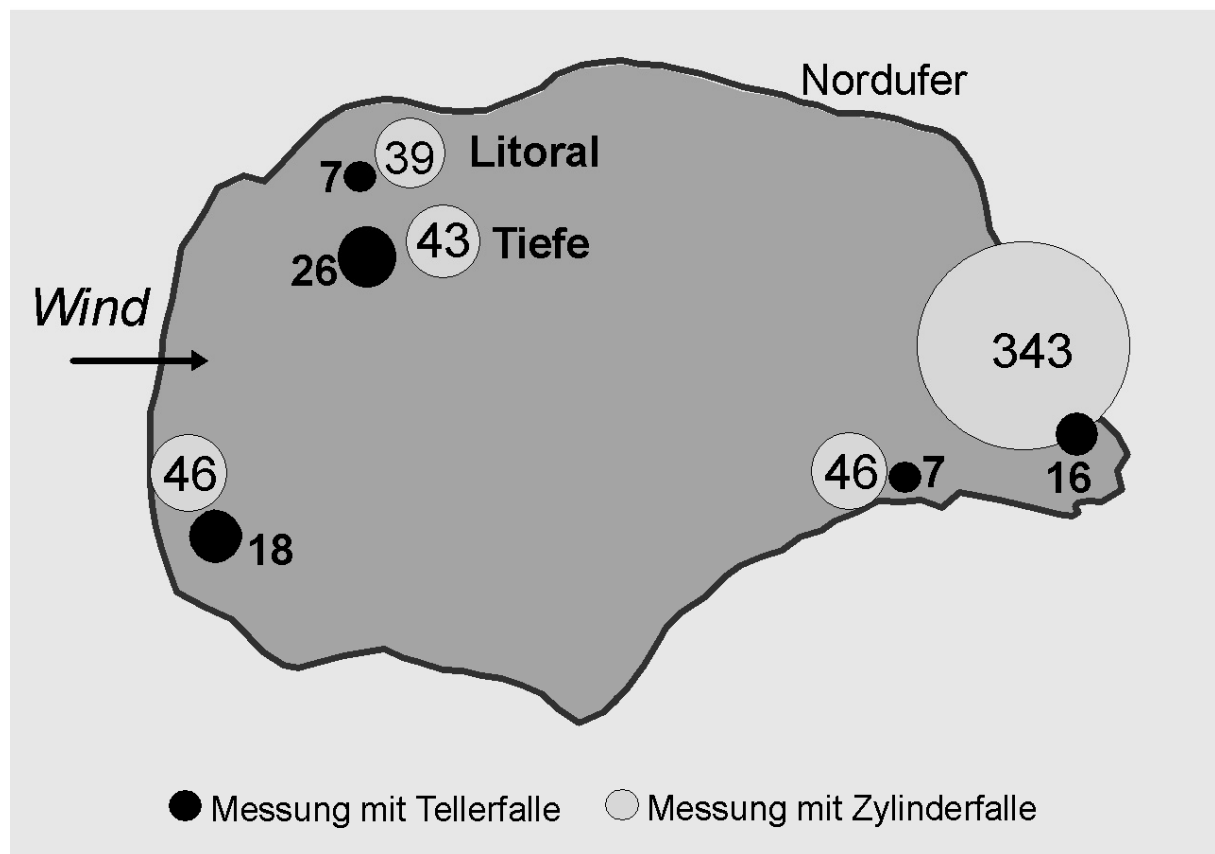 Nordufer
7
39
Litoral
43
Tiefe
26
Wind
343
46
46
7
16
18
Messung mit Tellerfalle
Messung mit Zylinderfalle